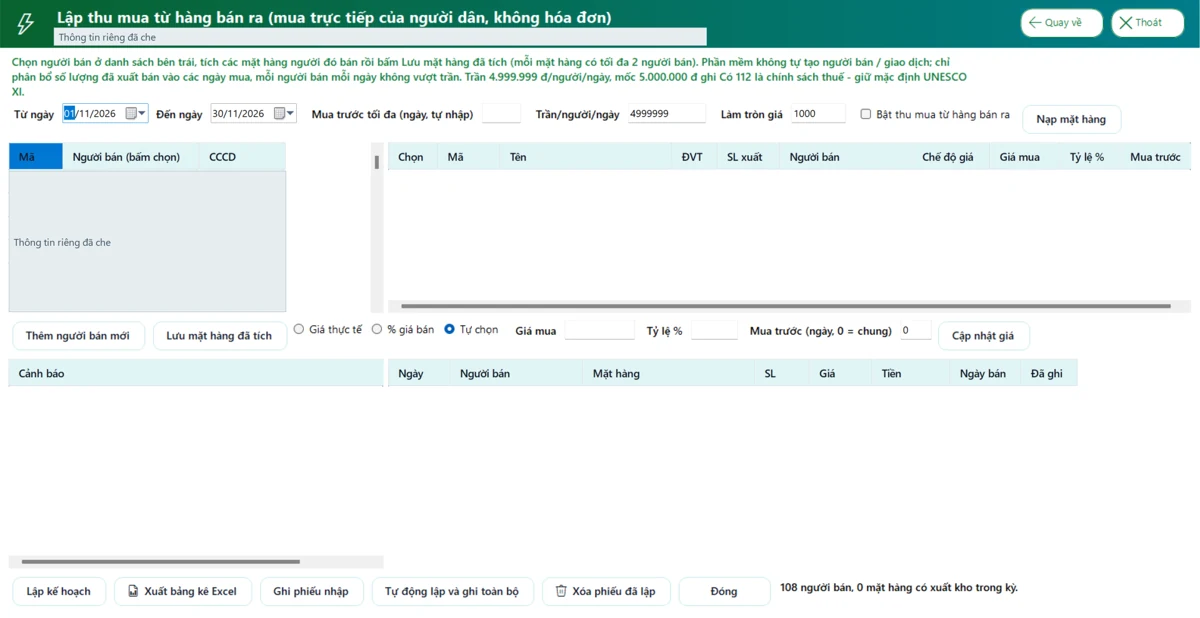 Lập thu mua từ hàng bán ra (mua trực tiếp của người dân, không hóa đơn)
Thông tin riêng đã che
Quay về
Thoát
Chọn người bán ở danh sách bên trái, tích các mặt hàng người đó bán rồi bấm Lưu mặt hàng đã tích (mỗi mặt hàng có tối đa 2 người bán). Phần mềm không tự tạo người bán / giao dịch; chỉ
phân bổ số lượng đã xuất bán vào các ngày mua, mỗi người bán mỗi ngày không vượt trần. Trần 4.999.999 đ/người/ngày, mốc 5.000.000 đ ghi Có 112 là chính sách thuế - giữ mặc định UNESCO
XI.
Từ ngày 01/11/2026 Đến ngày 30/11/2026 Mua trước tối đa (ngày, tự nhập) Trần/người/ngày 4999999 Làm tròn giá 1000 Bật thu mua từ hàng bán ra Nạp mặt hàng
Mã Người bán (bấm chọn) CCCD
Thông tin riêng đã che
Chọn Mã Tên ĐVT SL xuất Người bán Chế độ giá Giá mua Tỷ lệ % Mua trước
Thêm người bán mới Lưu mặt hàng đã tích Giá thực tế % giá bán Tự chọn Giá mua Tỷ lệ % Mua trước (ngày, 0 = chung) 0 Cập nhật giá
Cảnh báo
Ngày Người bán Mặt hàng SL Giá Tiền Ngày bán Đã ghi
Lập kế hoạch Xuất bảng kê Excel Ghi phiếu nhập Tự động lập và ghi toàn bộ Xóa phiếu đã lập Đóng 108 người bán, 0 mặt hàng có xuất kho trong kỳ.